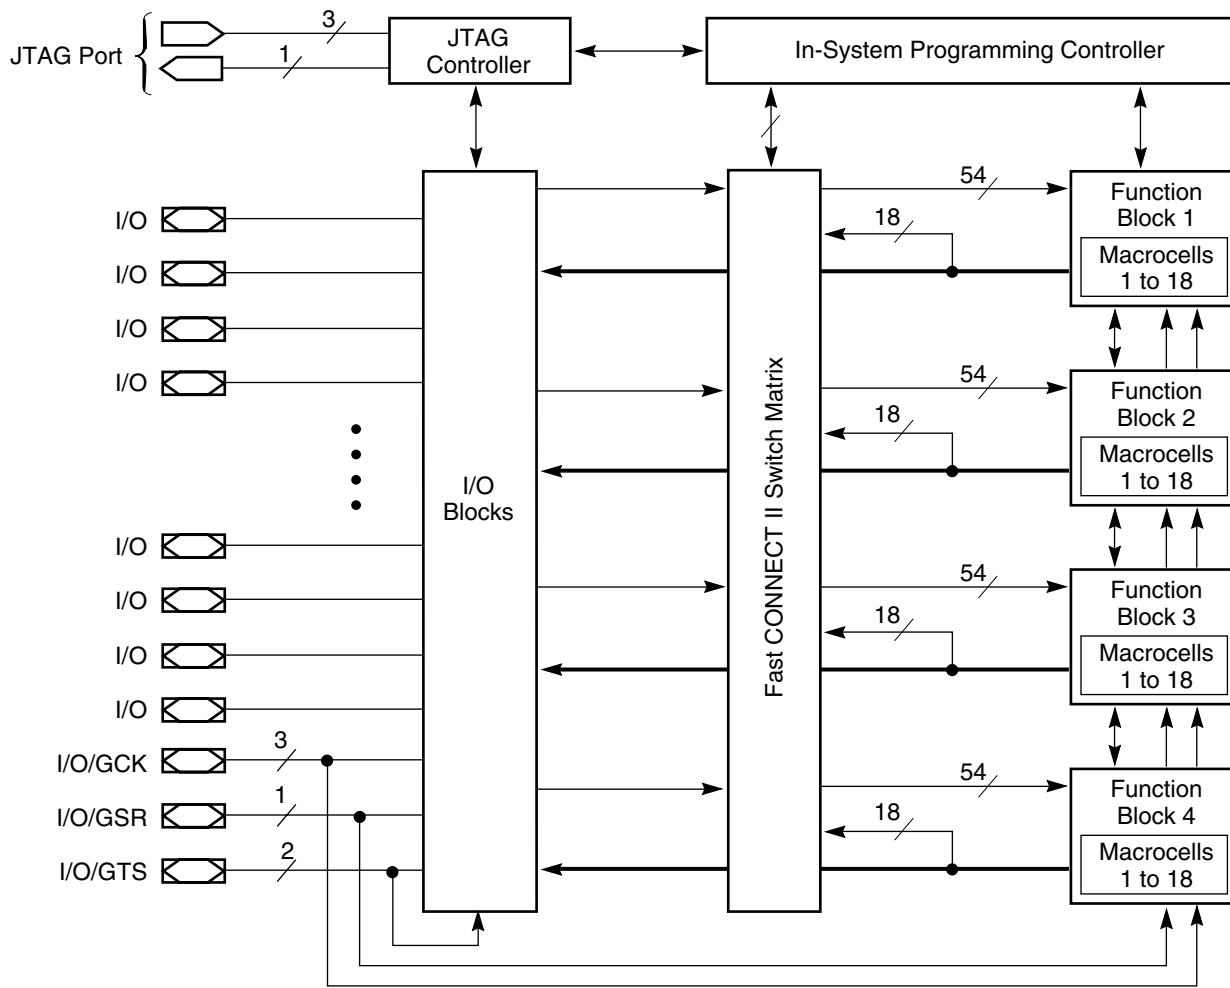 JTAG Port
3
1
JTAG
Controller
In-System Programming Controller
I/O
I/O
I/O
I/O
I/O
I/O
I/O
I/O
I/O/GCK
3
I/O/GSR
1
I/O/GTS
2
I/O
Blocks
Fast CONNECT II Switch Matrix
54
18
Function
Block 1
Macrocells
1 to 18
54
18
Function
Block 2
Macrocells
1 to 18
54
18
Function
Block 3
Macrocells
1 to 18
54
18
Function
Block 4
Macrocells
1 to 18